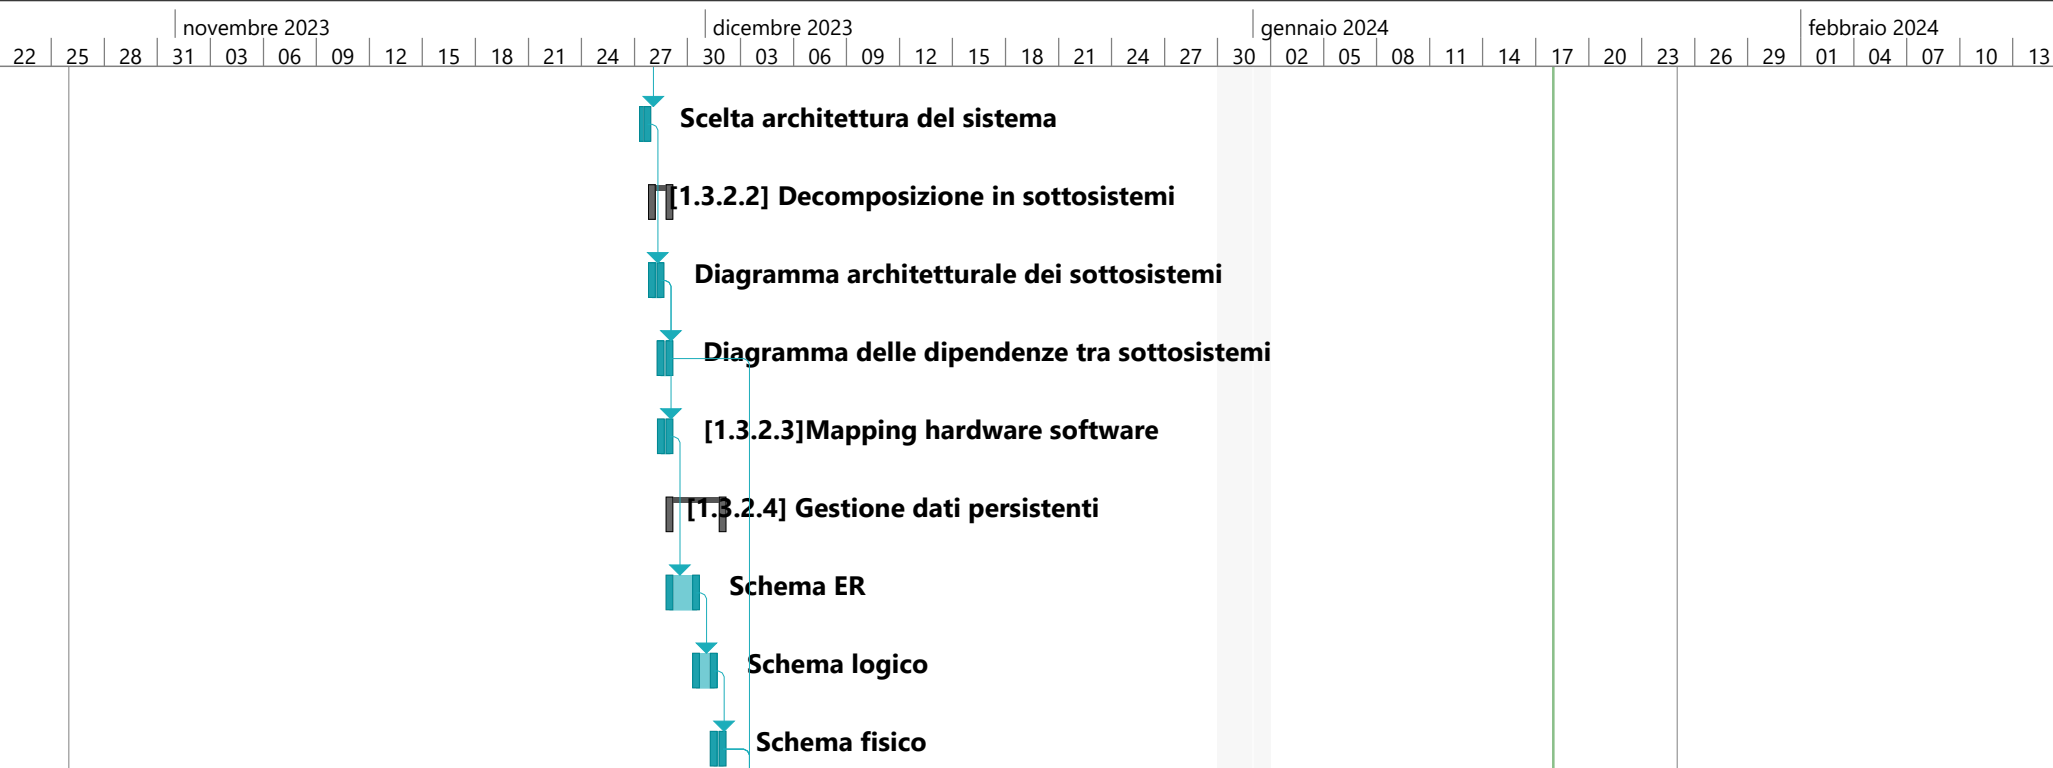 novembre 2023 dicembre 2023 gennaio 2024 febbraio 2024
22 25 28 31 03 06 09 12 15 18 21 24 27 30 03 06 09 12 15 18 21 24 27 30 02 05 08 11 14 17 20 23 26 29 01 04 07 10 13
Scelta architettura del sistema
[1.3.2.2] Decomposizione in sottosistemi
Diagramma architetturale dei sottosistemi
Diagramma delle dipendenze tra sottosistemi
[1.3.2.3]Mapping hardware software
[1.3.2.4] Gestione dati persistenti
Schema ER
Schema logico
Schema fisico